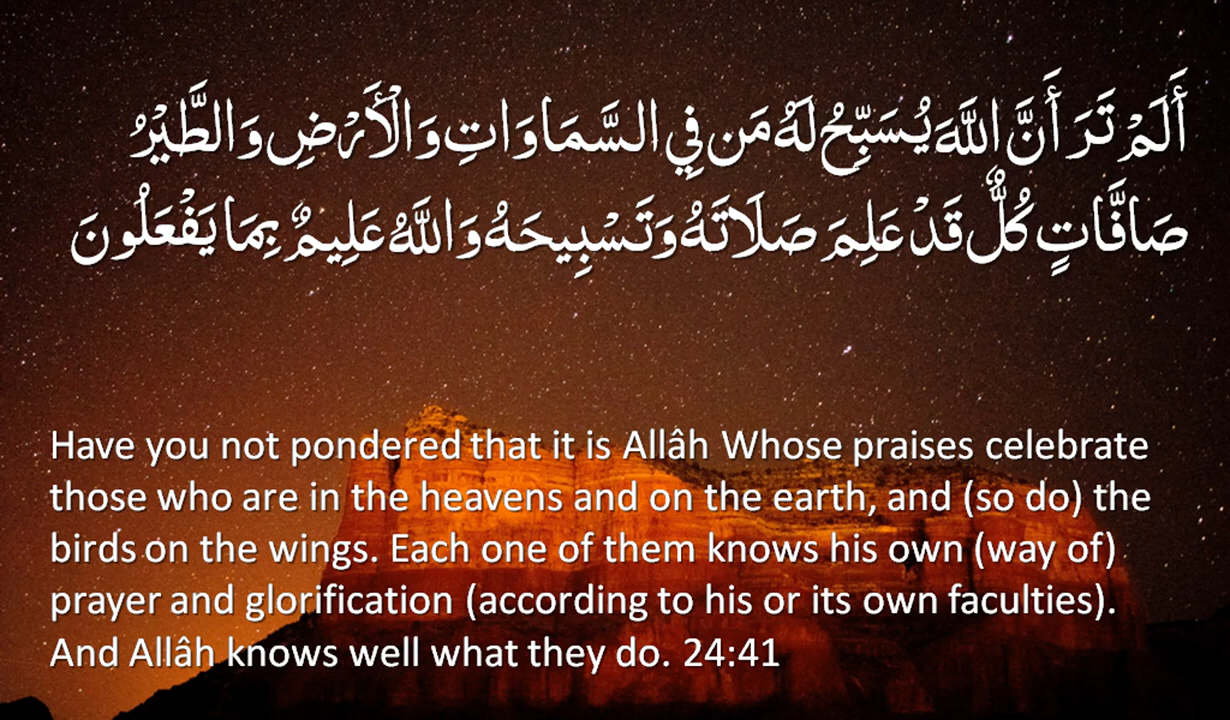 أَلَمْ تَرَ أَنَّ اللَّهَ يُسَبِّحُ لَهُ مَن فِي السَّمَاوَاتِ وَالْأَرْضِ وَالطَّيْرُ
صَافَّاتٍ كُلٌّ قَدْ عَلِمَ صَلَاتَهُ وَتَسْبِيحَهُ وَاللَّهُ عَلِيمٌ بِمَا يَفْعَلُونَ
Have you not pondered that it is Allâh Whose praises celebrate
those who are in the heavens and on the earth, and (so do) the
birds on the wings. Each one of them knows his own (way of)
prayer and glorification (according to his or its own faculties).
And Allâh knows well what they do. 24:41